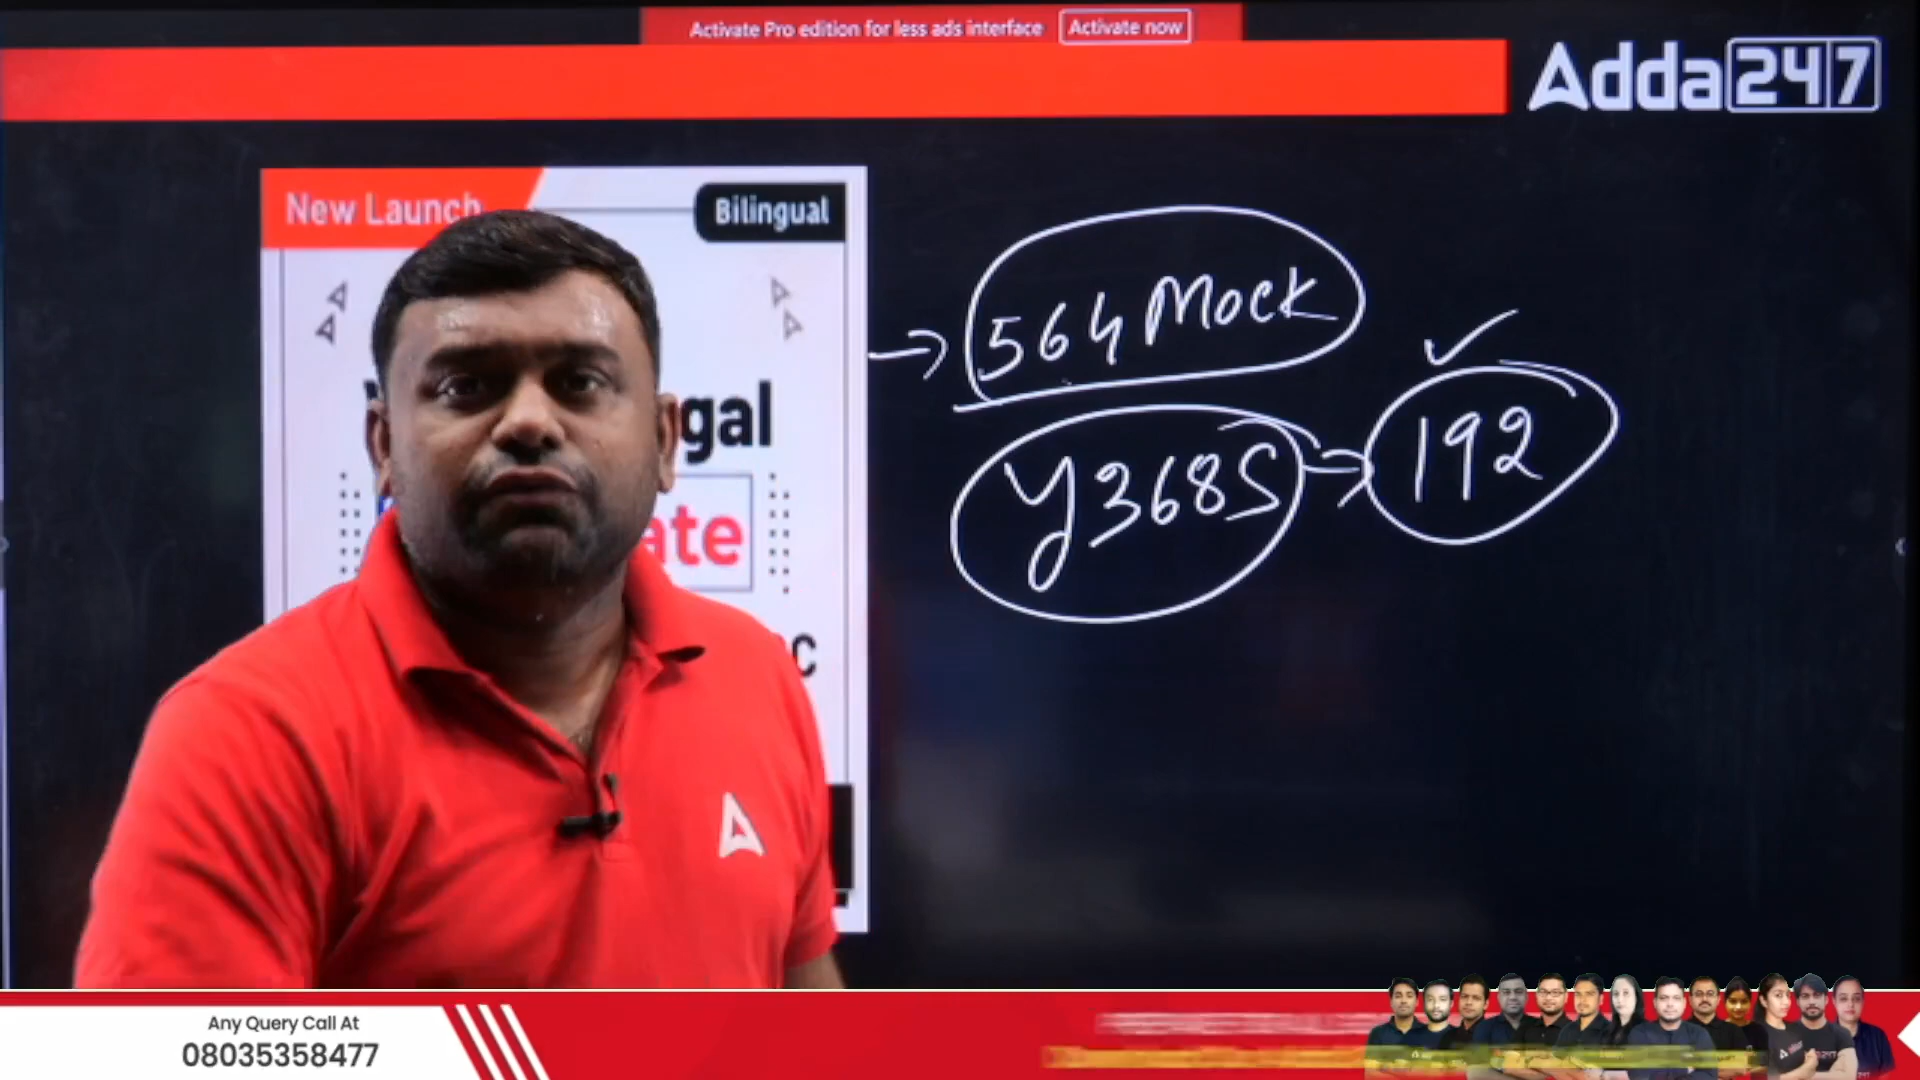 Activate Pro edition for less ads interface Activate now
Adda247
New Launch
Bilingual
564 Mock
gal
Y368S → 192
ate
Any Query Call At
08035358477